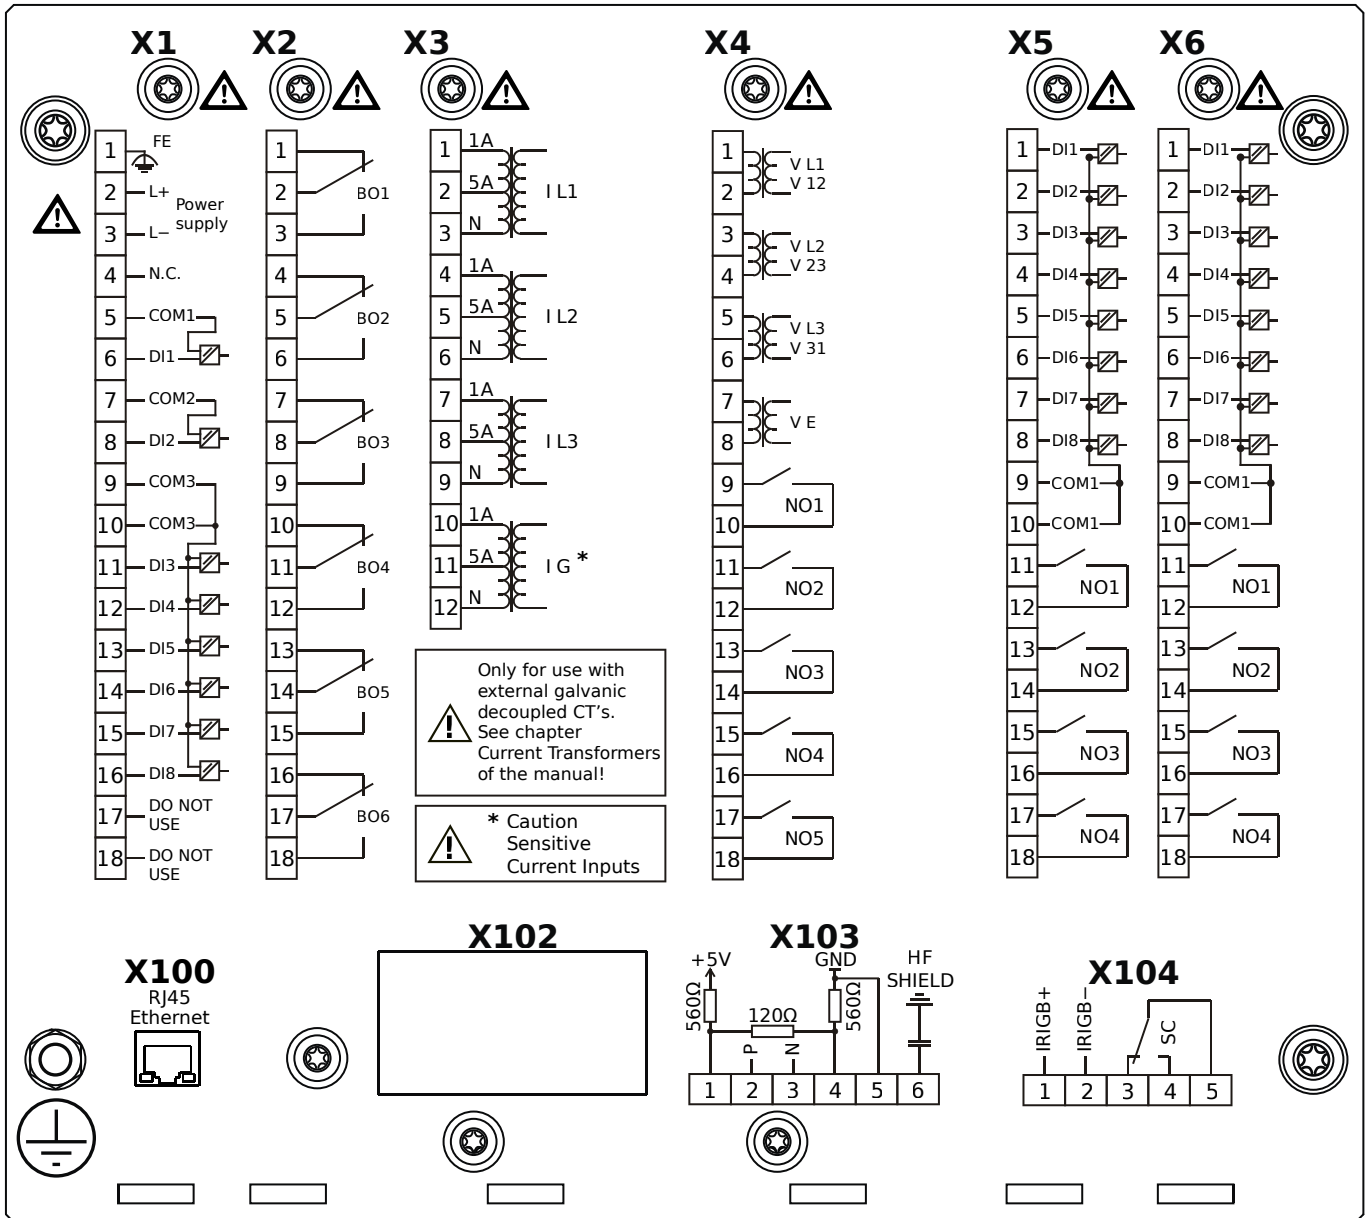 X1
X2
X3
X4
X5
X6
1
FE
2
L+
Power
supply
3
L−
4
N.C.
5
COM1
6
DI1
7
COM2
8
DI2
9
COM3
10
COM3
11
DI3
12
DI4
13
DI5
14
DI6
15
DI7
16
DI8
17
DO NOT
USE
18
DO NOT
USE
1
2
BO1
3
4
5
BO2
6
7
8
BO3
9
10
11
BO4
12
13
14
BO5
15
16
17
BO6
18
1
1A
2
5A
I L1
3
N
4
1A
5
5A
I L2
6
N
7
1A
8
5A
I L3
9
N
10
1A
11
5A
I G *
12
N
Only for use with
external galvanic
decoupled CT's.
See chapter
Current Transformers
of the manual!
* Caution
Sensitive
Current Inputs
1
V L1
2
V 12
3
V L2
4
V 23
5
V L3
6
V 31
7
V E
8
9
NO1
10
11
NO2
12
13
NO3
14
15
NO4
16
17
NO5
18
1
DI1
2
DI2
3
DI3
4
DI4
5
DI5
6
DI6
7
DI7
8
DI8
9
COM1
10
COM1
11
NO1
12
13
NO2
14
15
NO3
16
17
NO4
18
1
DI1
2
DI2
3
DI3
4
DI4
5
DI5
6
DI6
7
DI7
8
DI8
9
COM1
10
COM1
11
NO1
12
13
NO2
14
15
NO3
16
17
NO4
18
X100
RJ45
Ethernet
X102
X103
+5V
GND
HF
SHIELD
560Ω
120Ω
560Ω
P
N
1 2 3 4 5 6
X104
IRIGB+
IRIGB−
SC
1 2 3 4 5